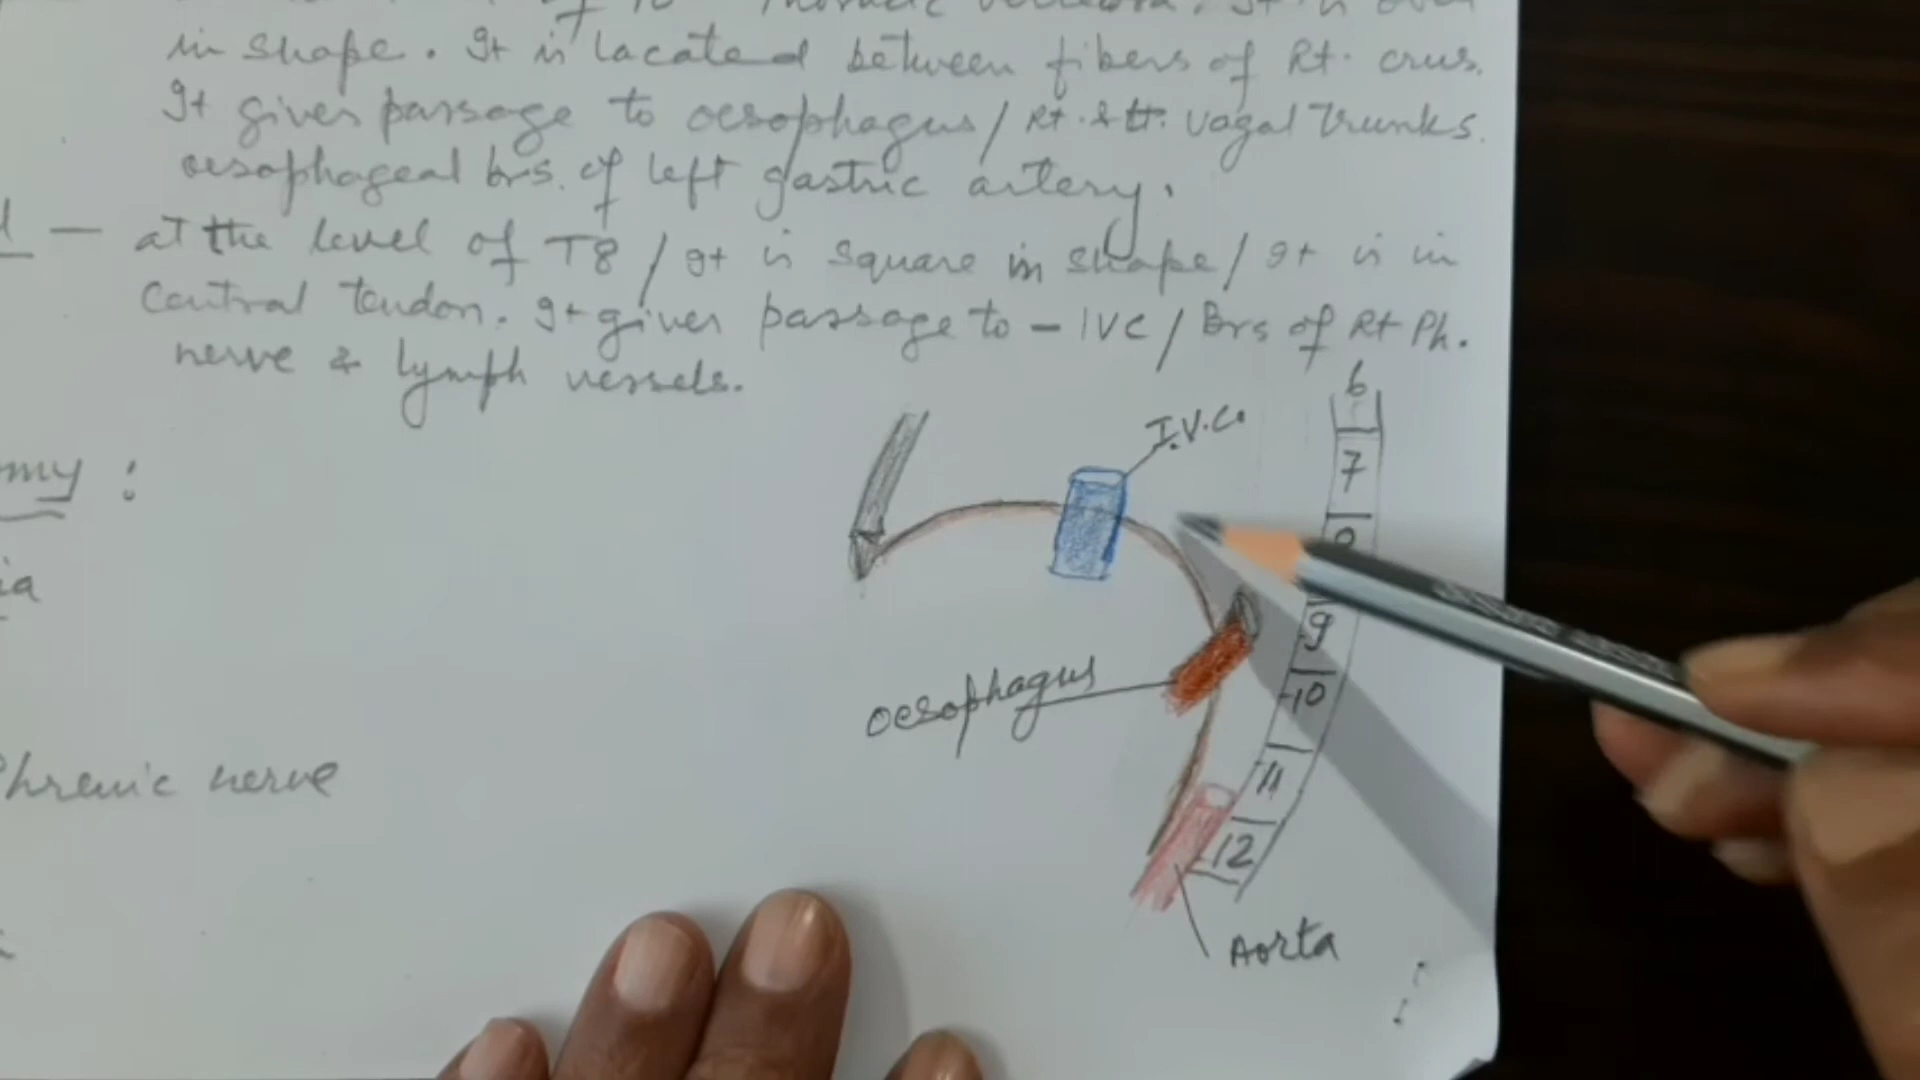 in shape. It is lacated between fibers of Rt. crus.
It gives passage to oesophagus / Rt. & lt. vagal trunks.
oesophageal brs. of left gastric artery.
— at the level of T8 / It is square in shape / It is in
Central tendon. It gives passage to - IVC / Brs of Rt Ph.
nerve & lymph vessels.
my :
ia
Phrenic nerve
I.V.C.
6
7
9
10
11
12
oesophagus
Aorta